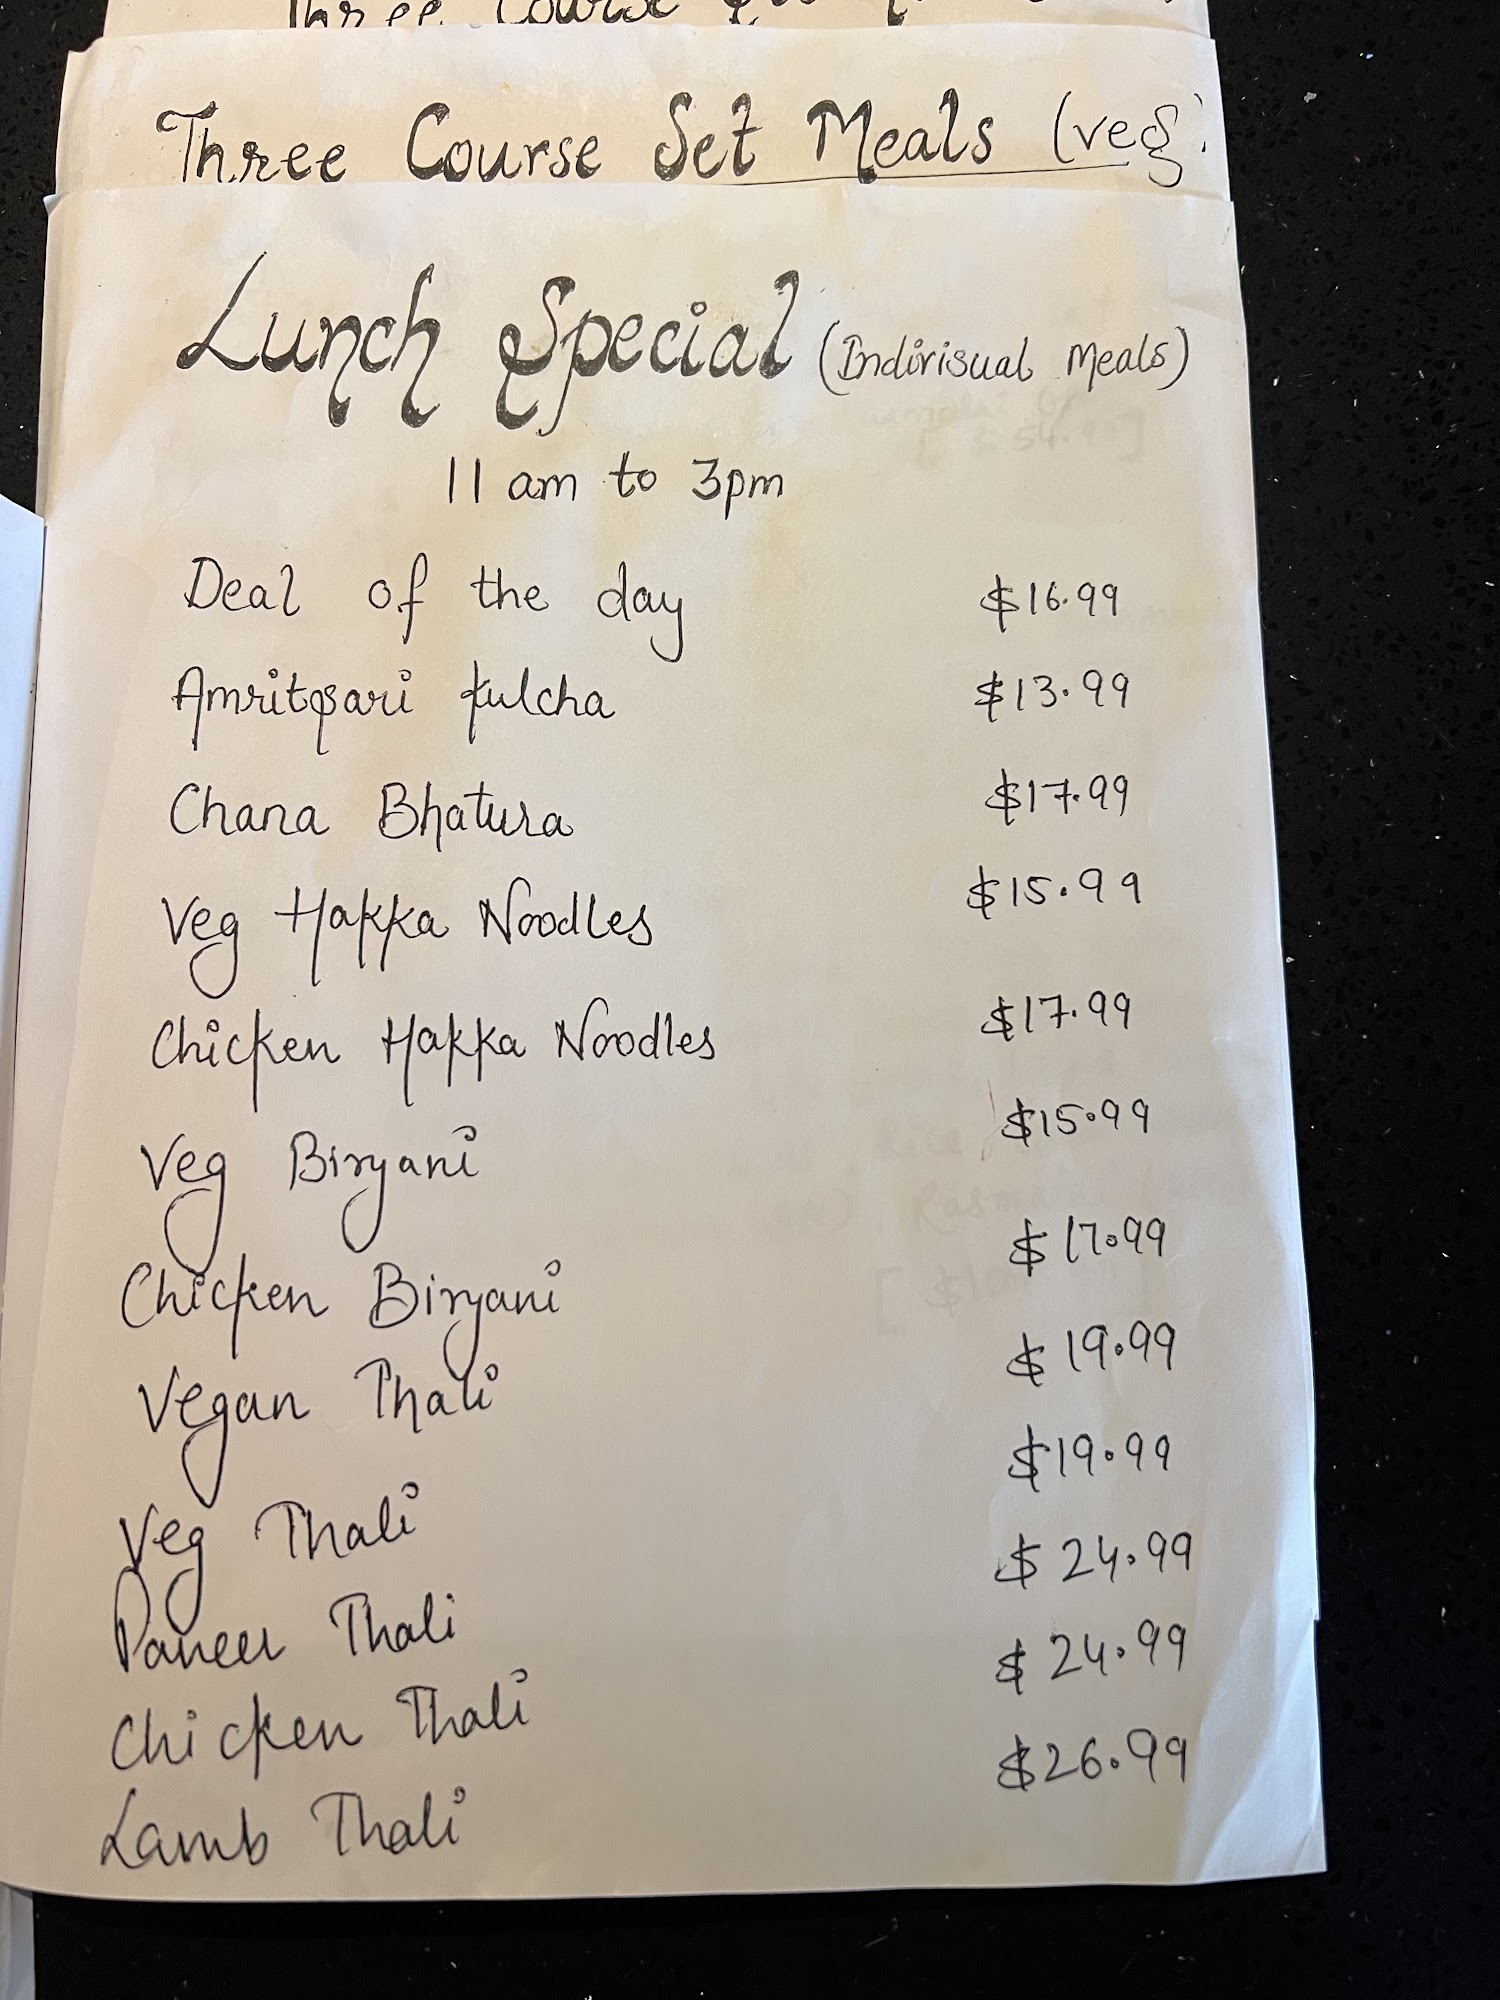 Three Course Set Meals (veg)
Lunch Special (Indirisual Meals)
11 am to 3pm
Deal of the day $16.99
Amritsari Kulcha $13.99
Chana Bhatura $17.99
Veg Hakka Noodles $15.99
Chicken Hakka Noodles $17.99
Veg Biryani $15.99
Chicken Biryani $17.99
Vegan Thali $19.99
Veg Thali $19.99
Paneer Thali $24.99
Chicken Thali $24.99
Lamb Thali $26.99